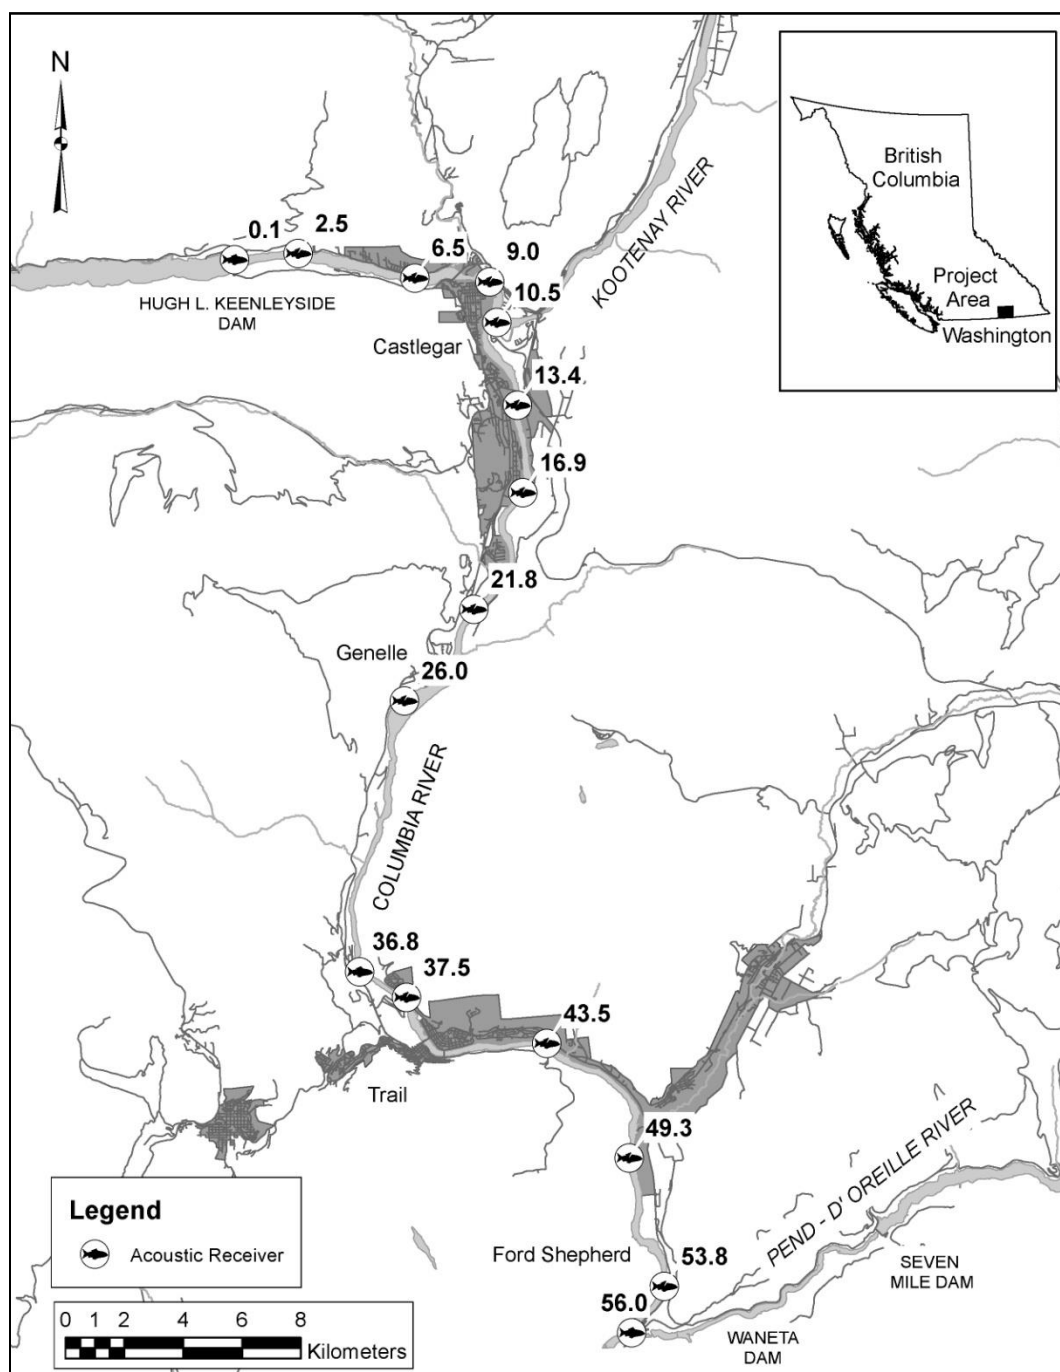 N
British
Columbia
Project
Area
Washington
KOOTENAY RIVER
0.1
2.5
6.5
9.0
HUGH L. KEENLEYSIDE
DAM
10.5
Castlegar
13.4
16.9
21.8
Genelle
26.0
COLUMBIA RIVER
36.8
37.5
43.5
Trail
49.3
PEND - D' OREILLE RIVER
Ford Shepherd
53.8
SEVEN
MILE DAM
56.0
WANETA
DAM
Legend
Acoustic Receiver
0 1 2 4 6 8
Kilometers